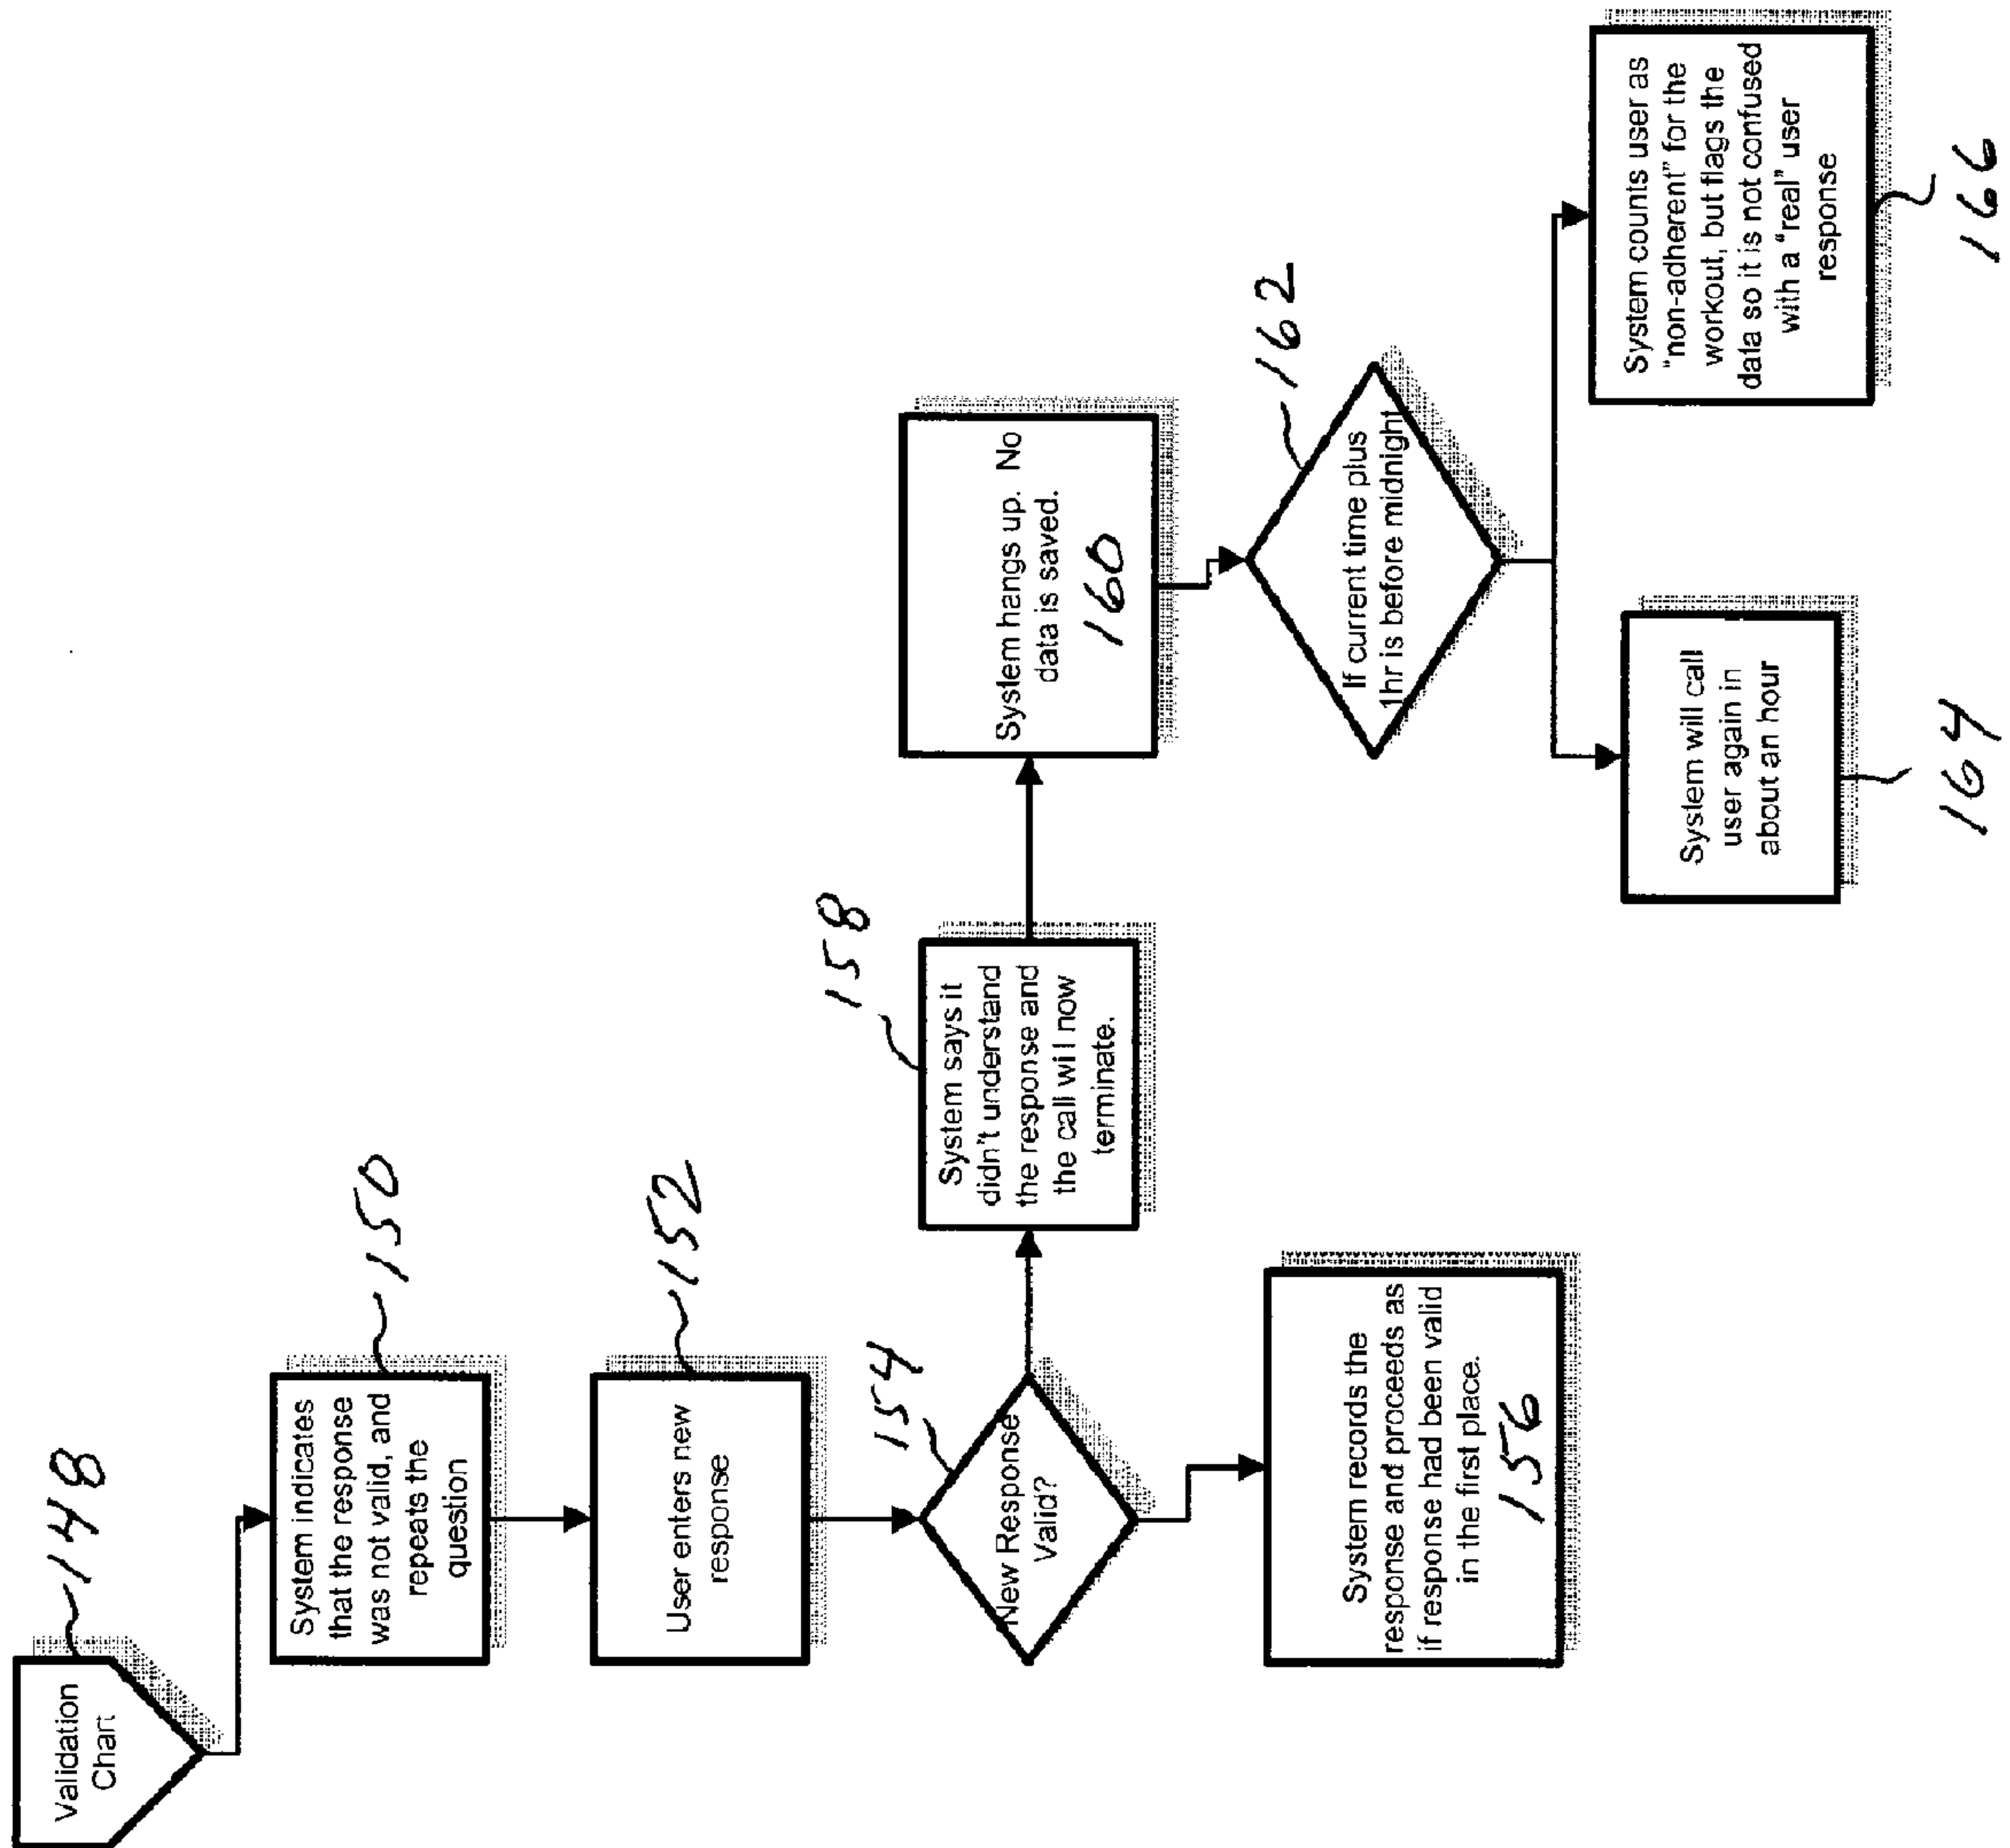 Validation
Chart
148
System indicates
that the response
was not valid, and
repeats the
question
150
User enters new
response
152
New Response
Valid?
154
System records the
response and proceeds as
if response had been valid
in the first place.
156
System says it
didn't understand
the response and
the call will now
terminate.
158
System hangs up. No
data is saved.
160
If current time plus
1hr is before midnight
162
System will call
user again in
about an hour
164
System counts user as
"non-adherent" for the
workout, but flags the
data so it is not confused
with a "real" user
response
166